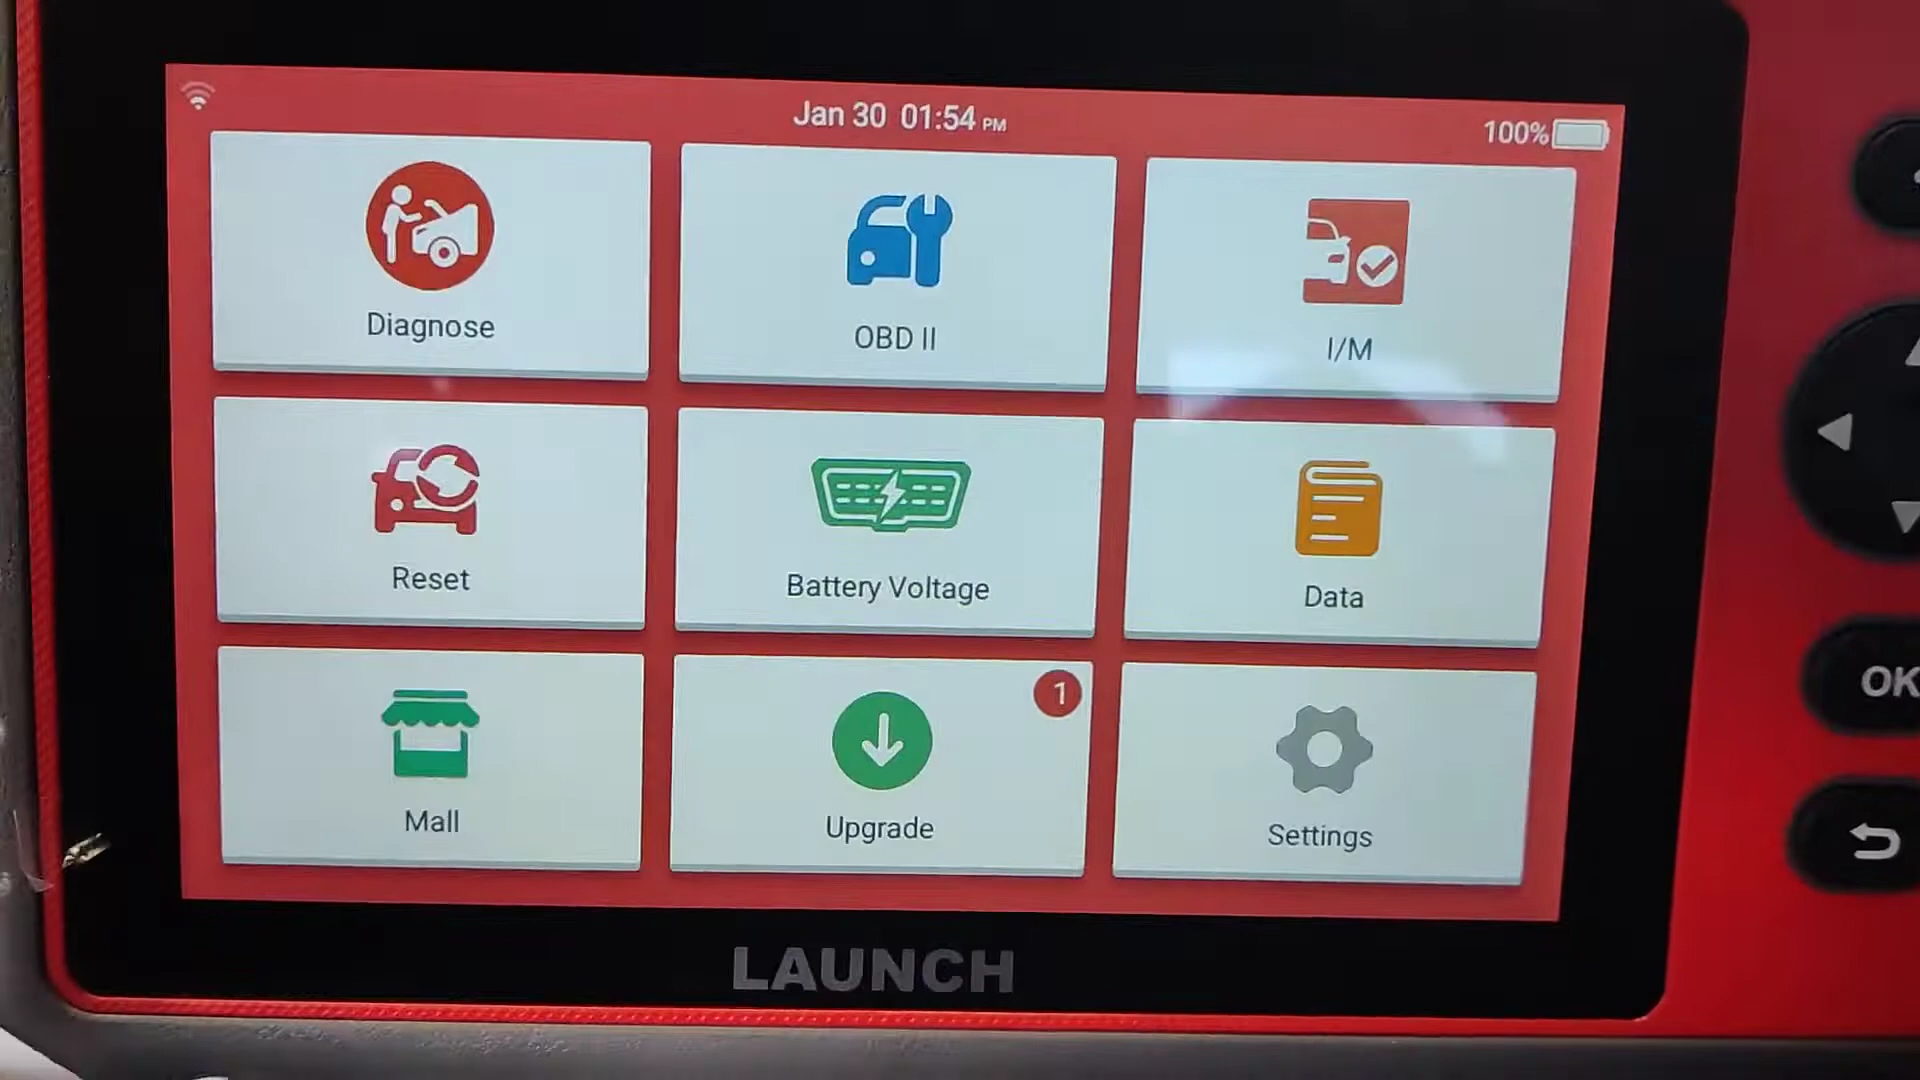 Jan 30 01:54 PM
100%
Diagnose
OBD II
I/M
Reset
Battery Voltage
Data
Mall
1
Upgrade
Settings
OK
LAUNCH